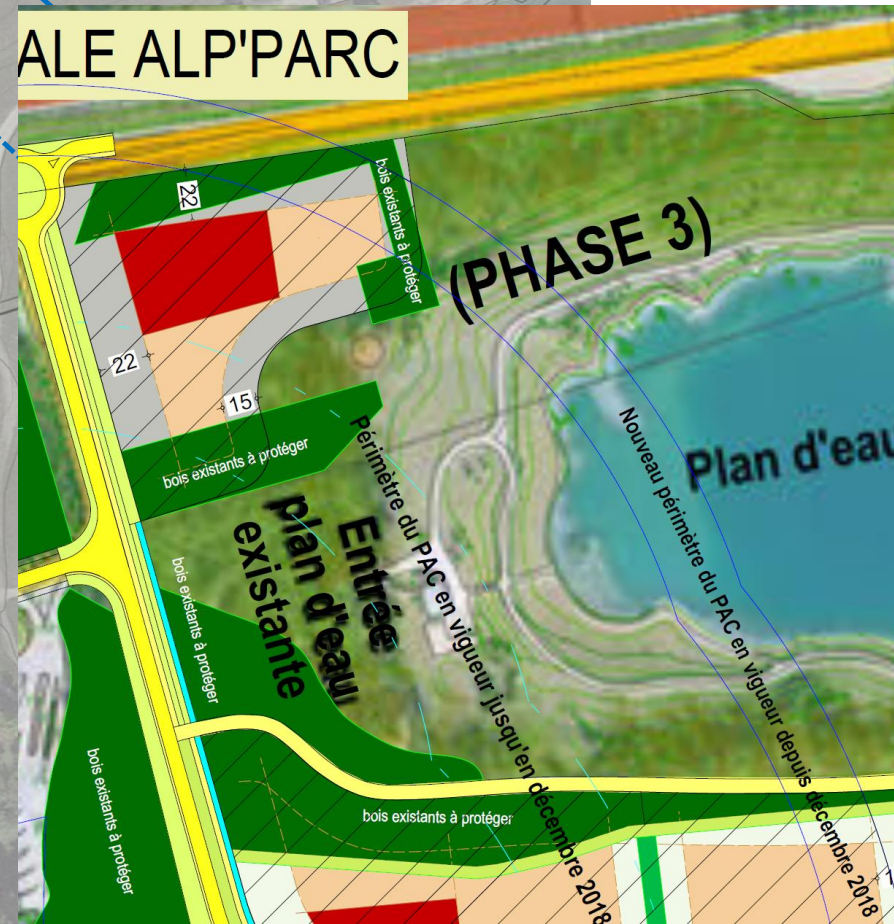 ALE ALP'PARC
22
bois existants à protéger
(PHASE 3)
22
15
bois existants à protéger
Périmètre du PAC en vigueur jusqu'en décembre 2018
Nouveau périmètre du PAC en vigueur depuis décembre 2018
Plan d'eau
Entrée
plan d'eau
existante
bois existants à protéger
bois existants à protéger
bois existants à protéger